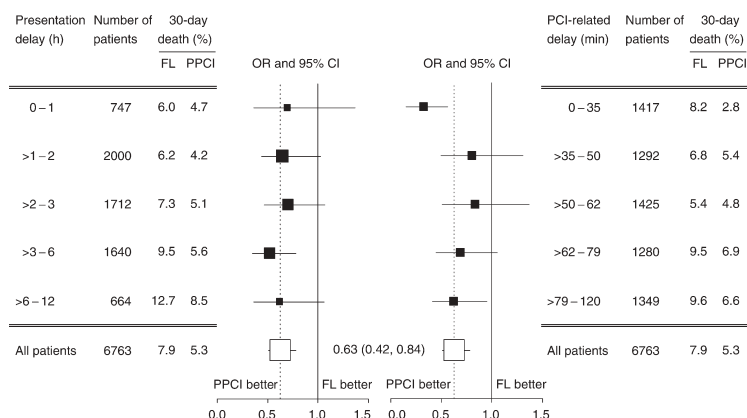 Presentation Number of 30-day
delay (h) patients death (%)
FL PPCI
OR and 95% CI
0–1 747 6.0 4.7
>1–2 2000 6.2 4.2
>2–3 1712 7.3 5.1
>3–6 1640 9.5 5.6
>6–12 664 12.7 8.5
All patients 6763 7.9 5.3
0.63 (0.42, 0.84)
PPCI better FL better
0.0 0.5 1.0 1.5
OR and 95% CI
PCI-related Number of 30-day
delay (min) patients death (%)
FL PPCI
0–35 1417 8.2 2.8
>35–50 1292 6.8 5.4
>50–62 1425 5.4 4.8
>62–79 1280 9.5 6.9
>79–120 1349 9.6 6.6
All patients 6763 7.9 5.3
PPCI better FL better
0.0 0.5 1.0 1.5